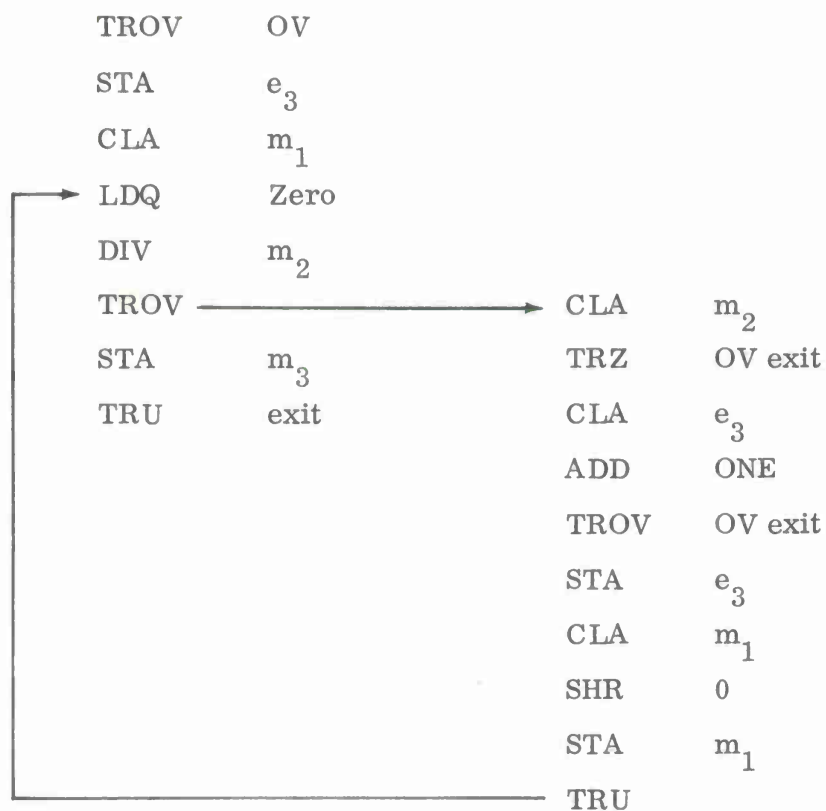 TROV OV
STA e3
CLA m1
LDQ Zero
DIV m2
TROV
STA m3
TRU exit
CLA m2
TRZ OV exit
CLA e3
ADD ONE
TROV OV exit
STA e3
CLA m1
SHR 0
STA m1
TRU